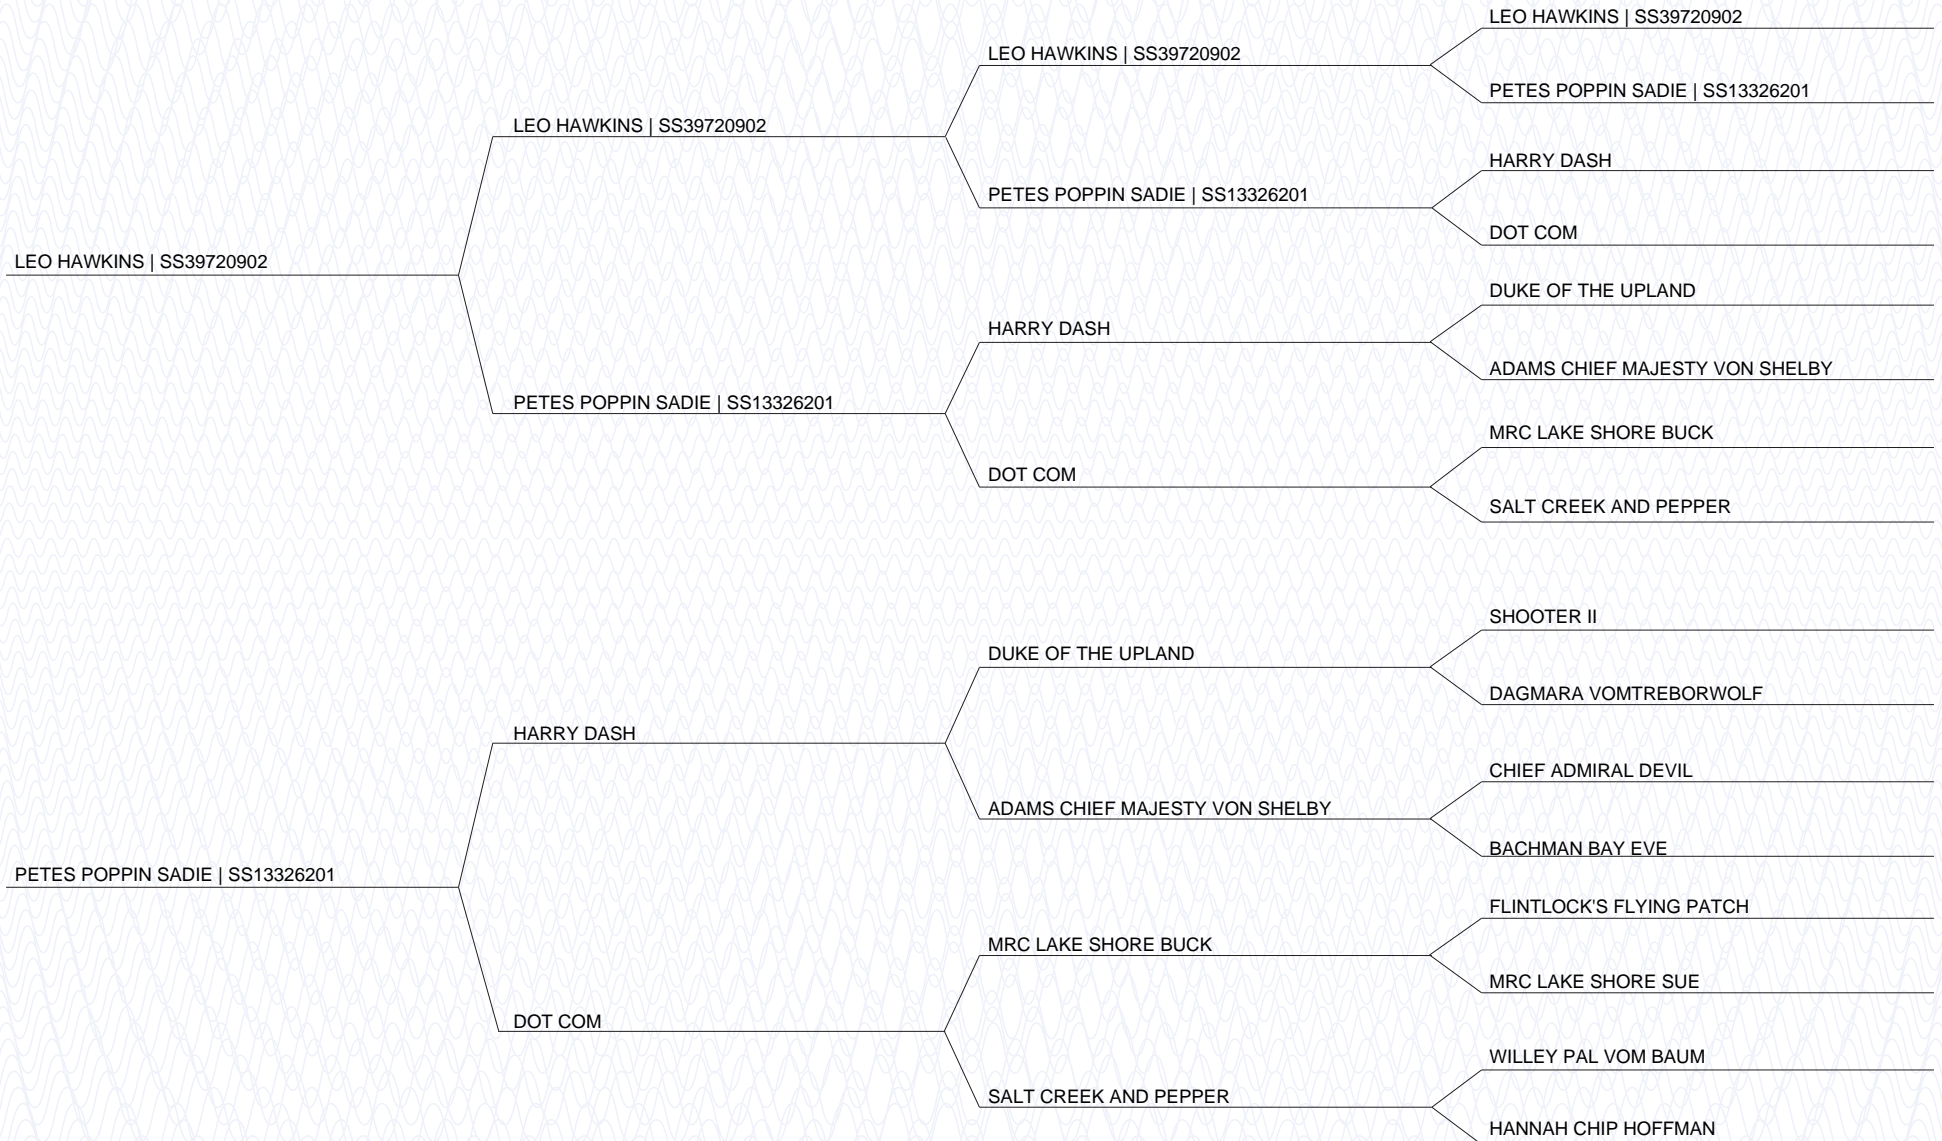 LEO HAWKINS | SS39720902
LEO HAWKINS | SS39720902
LEO HAWKINS | SS39720902
LEO HAWKINS | SS39720902
PETES POPPIN SADIE | SS13326201
PETES POPPIN SADIE | SS13326201
HARRY DASH
DOT COM
PETES POPPIN SADIE | SS13326201
HARRY DASH
DUKE OF THE UPLAND
ADAMS CHIEF MAJESTY VON SHELBY
DOT COM
MRC LAKE SHORE BUCK
SALT CREEK AND PEPPER
PETES POPPIN SADIE | SS13326201
HARRY DASH
DUKE OF THE UPLAND
SHOOTER II
DAGMARA VOMTREBORWOLF
ADAMS CHIEF MAJESTY VON SHELBY
CHIEF ADMIRAL DEVIL
BACHMAN BAY EVE
DOT COM
MRC LAKE SHORE BUCK
FLINTLOCK'S FLYING PATCH
MRC LAKE SHORE SUE
SALT CREEK AND PEPPER
WILLEY PAL VOM BAUM
HANNAH CHIP HOFFMAN